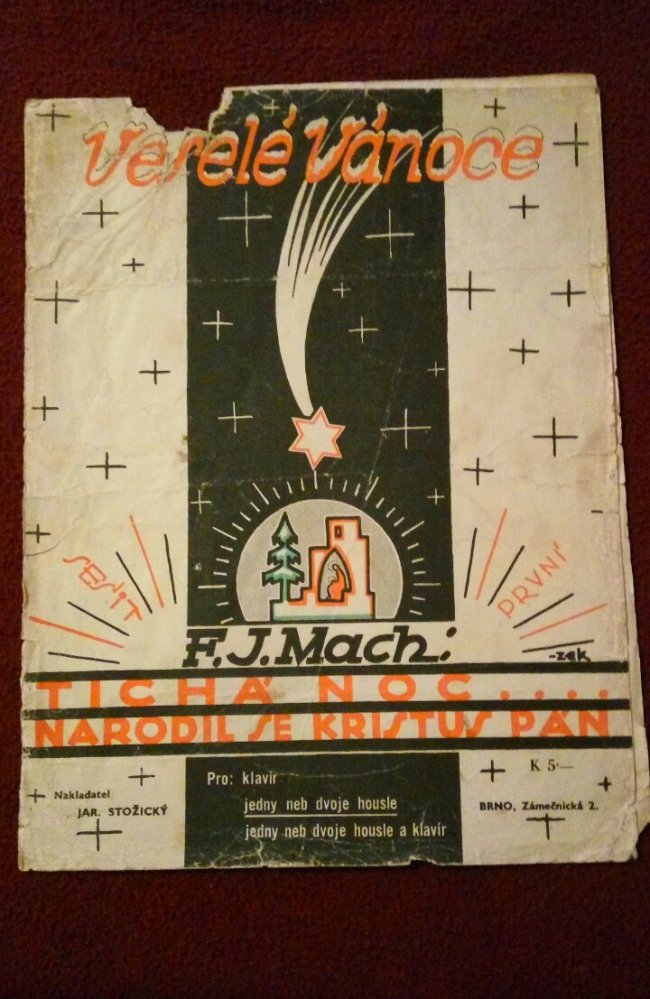 Veselé Vánoce
SEŠIT
PRVNÍ
F. J. Mach:
-zek
TICHÁ NOC....
NARODIL SE KRISTUS PÁN
K 5·—
Nakladatel
JAR. STOŽICKÝ
Pro: klavír
jedny neb dvoje housle
jedny neb dvoje housle a klavír
BRNO, Zámečnická 2.